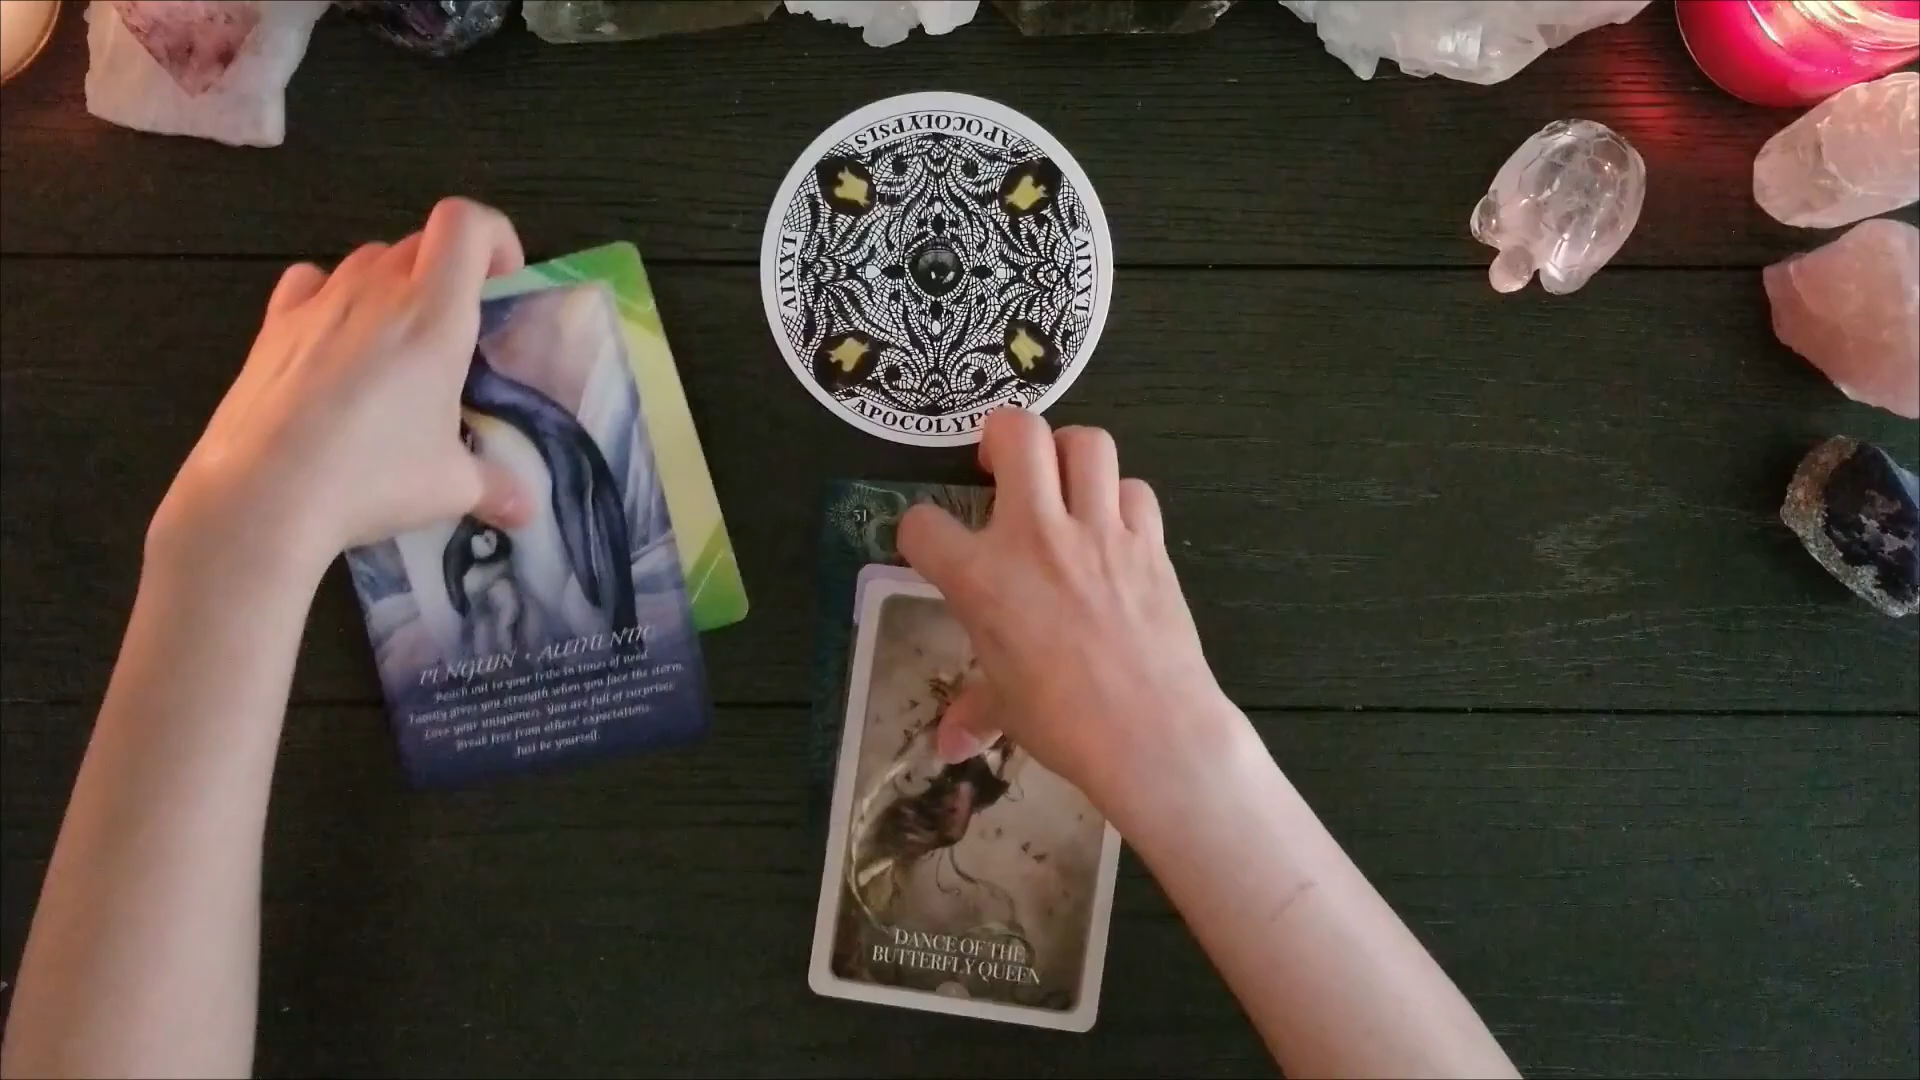 APOCOLYPSIS
LXXIV
LXXIV
APOCOLYPSIS
31
PENGUIN • AUTHENTIC
Reach out to your tribe in times of need.
Family gives you strength when you face the storm.
Love your uniqueness. You are full of surprises.
Break free from others' expectations.
Just be yourself.
DANCE OF THE
BUTTERFLY QUEEN